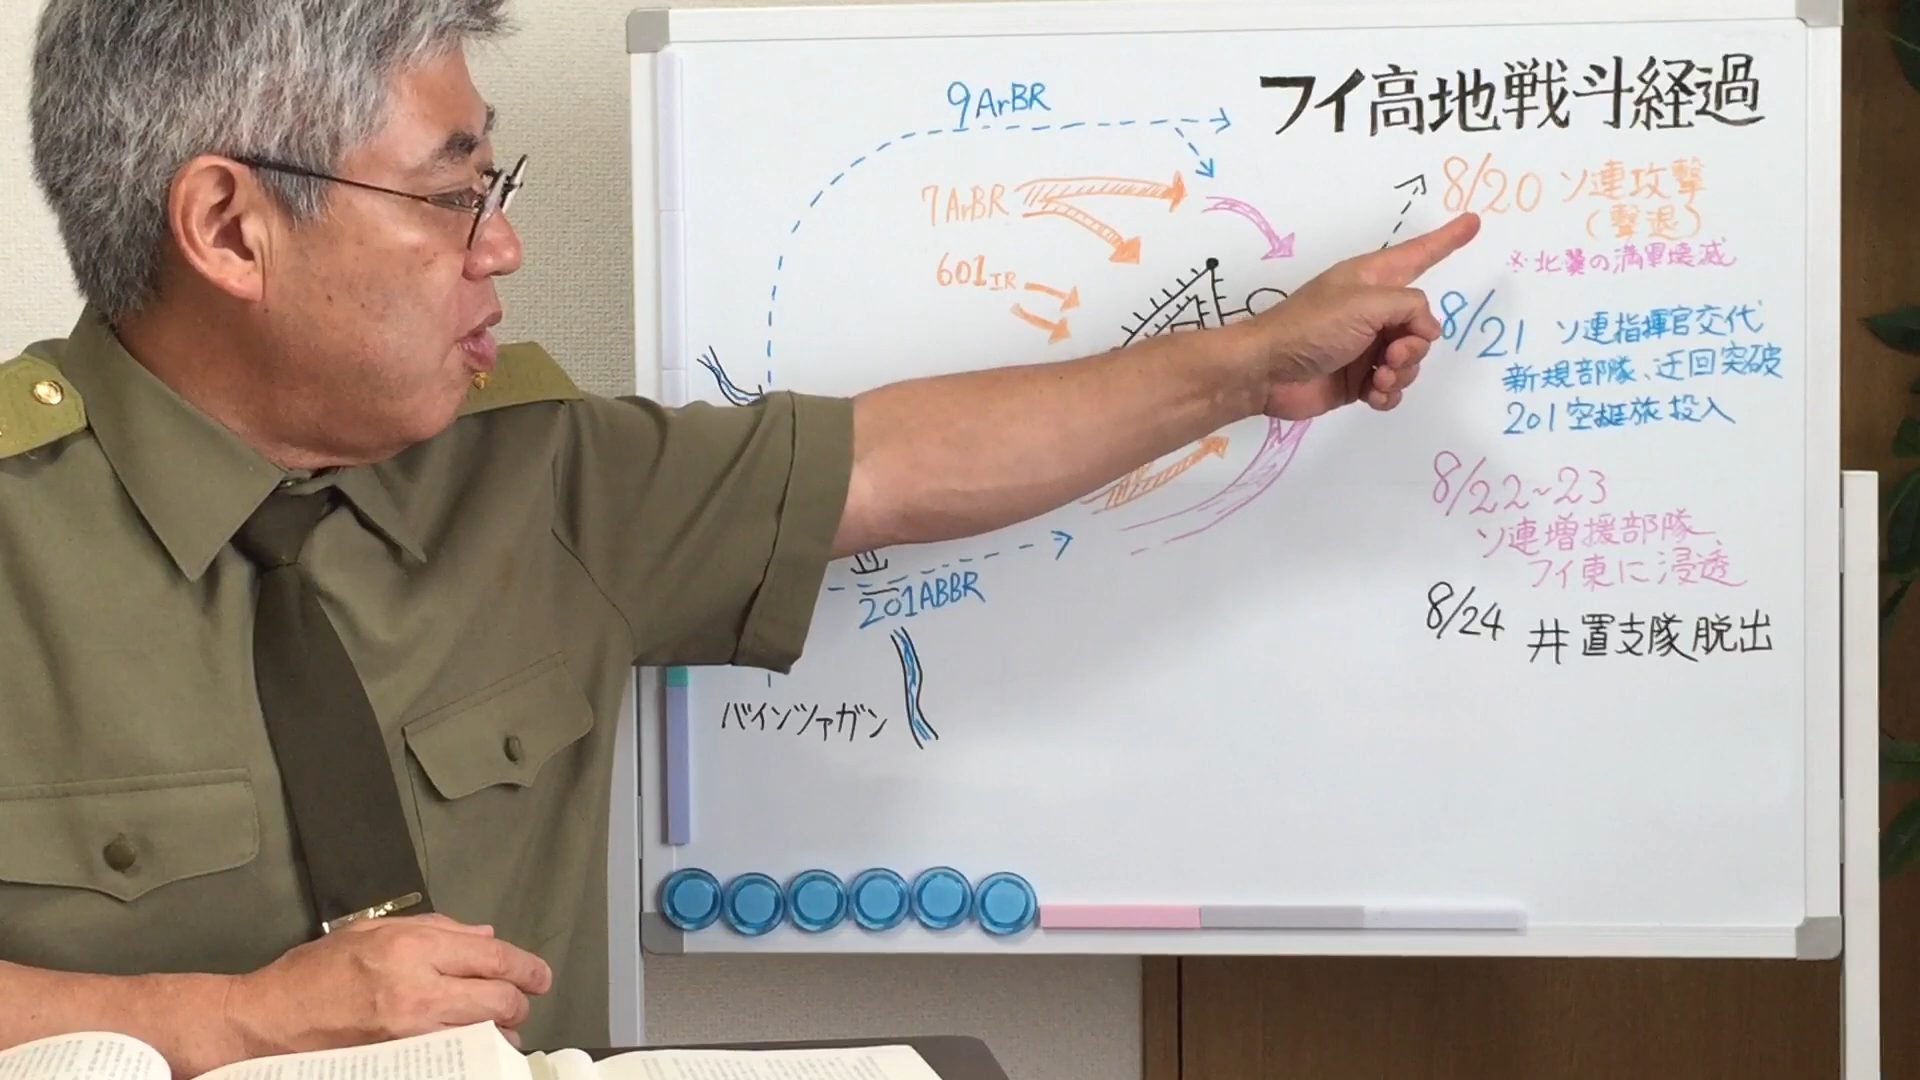 フイ高地戦斗経過
9ArBR
7ArBR
601IR
201ABBR
バインツァガン
8/20 ソ連攻撃
(撃退)
※北翼の満軍壊滅
8/21 ソ連指揮官交代
新規部隊、迂回突破
201空挺旅投入
8/22~23
ソ連増援部隊、
フイ東に浸透
8/24 井置支隊脱出